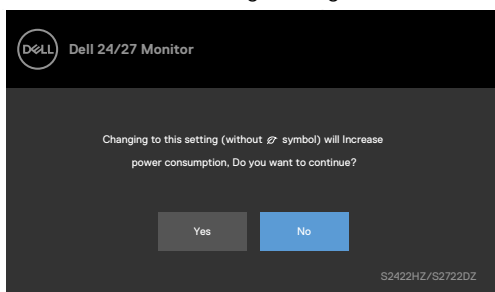 DELL Dell 24/27 Monitor
Changing to this setting (without symbol) will Increase
power consumption, Do you want to continue?
Yes No
S2422HZ/S2722DZ